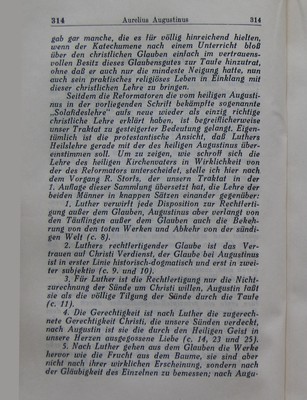 314 Aurelius Augustinus 314
gab gar manche, die es für völlig hinreichend hielten,
wenn der Katechumene nach einem Unterricht bloß
über den christlichen Glauben einfach im vertrauens-
vollen Besitz dieses Glaubensgutes zur Taufe hinzutrat,
ohne daß er auch nur die mindeste Neigung hatte, nun
auch sein praktisches religiöses Leben in Einklang mit
dieser christlichen Lehre zu bringen.
Seitdem die Reformatoren die vom heiligen Augusti-
nus in der vorliegenden Schrift bekämpfte sogenannte
„Solafideslehre" als neue wieder als einzig richtige
christliche Lehre erklärt haben, ist begreiflicherweise
unser Traktat zu gesteigerter Bedeutung gelangt. Eigen-
tümlich ist die protestantische Ansicht, daß Luthers
Heilslehre gerade mit der des heiligen Augustinus über-
einstimmen soll. Um zu zeigen, wie schroff sich die
Lehre des heiligen Kirchenvaters in Wirklichkeit von
der des Reformators unterscheidet, stelle ich hier nach
dem Vorgang R. Storfs, der unsern Traktat in der
1. Auflage dieser Sammlung übersetzt hat, die Lehre der
beiden Männer in knappen Sätzen einander gegenüber:
1. Luther verwirft jede Disposition zur Rechtferti-
gung außer dem Glauben, Augustinus aber verlangt von
den Täuflingen außer dem Glauben auch die Bekeh-
rung von den toten Werken und Abkehr von der sündi-
gen Welt (c. 8).
2. Luthers rechtfertigender Glaube ist das Ver-
trauen auf Christi Verdienst, der Glaube bei Augustinus
ist in erster Linie historisch-dogmatisch und erst in zwei-
ter subjektiv (c. 9. und 10).
3. Für Luther ist die Rechtfertigung nur die Nicht-
zurechnung der Sünde um Christi willen, Augustin faßt
sie als die völlige Tilgung der Sünde durch die Taufe
(c. 11).
4. Die Gerechtigkeit ist nach Luther die zugerech-
nete Gerechtigkeit Christi, die unsere Sünden verdeckt,
nach Augustin ist sie die durch den Heiligen Geist in
unsere Herzen ausgegossene Liebe (c. 14, 23 und 25).
5. Nach Luther gehen aus dem Glauben die Werke
hervor wie die Frucht aus dem Baume, sie sind aber
nicht nach ihrer wirklichen Erscheinung, sondern nach
der Gläubigkeit des Einzelnen zu bemessen; nach Augu-